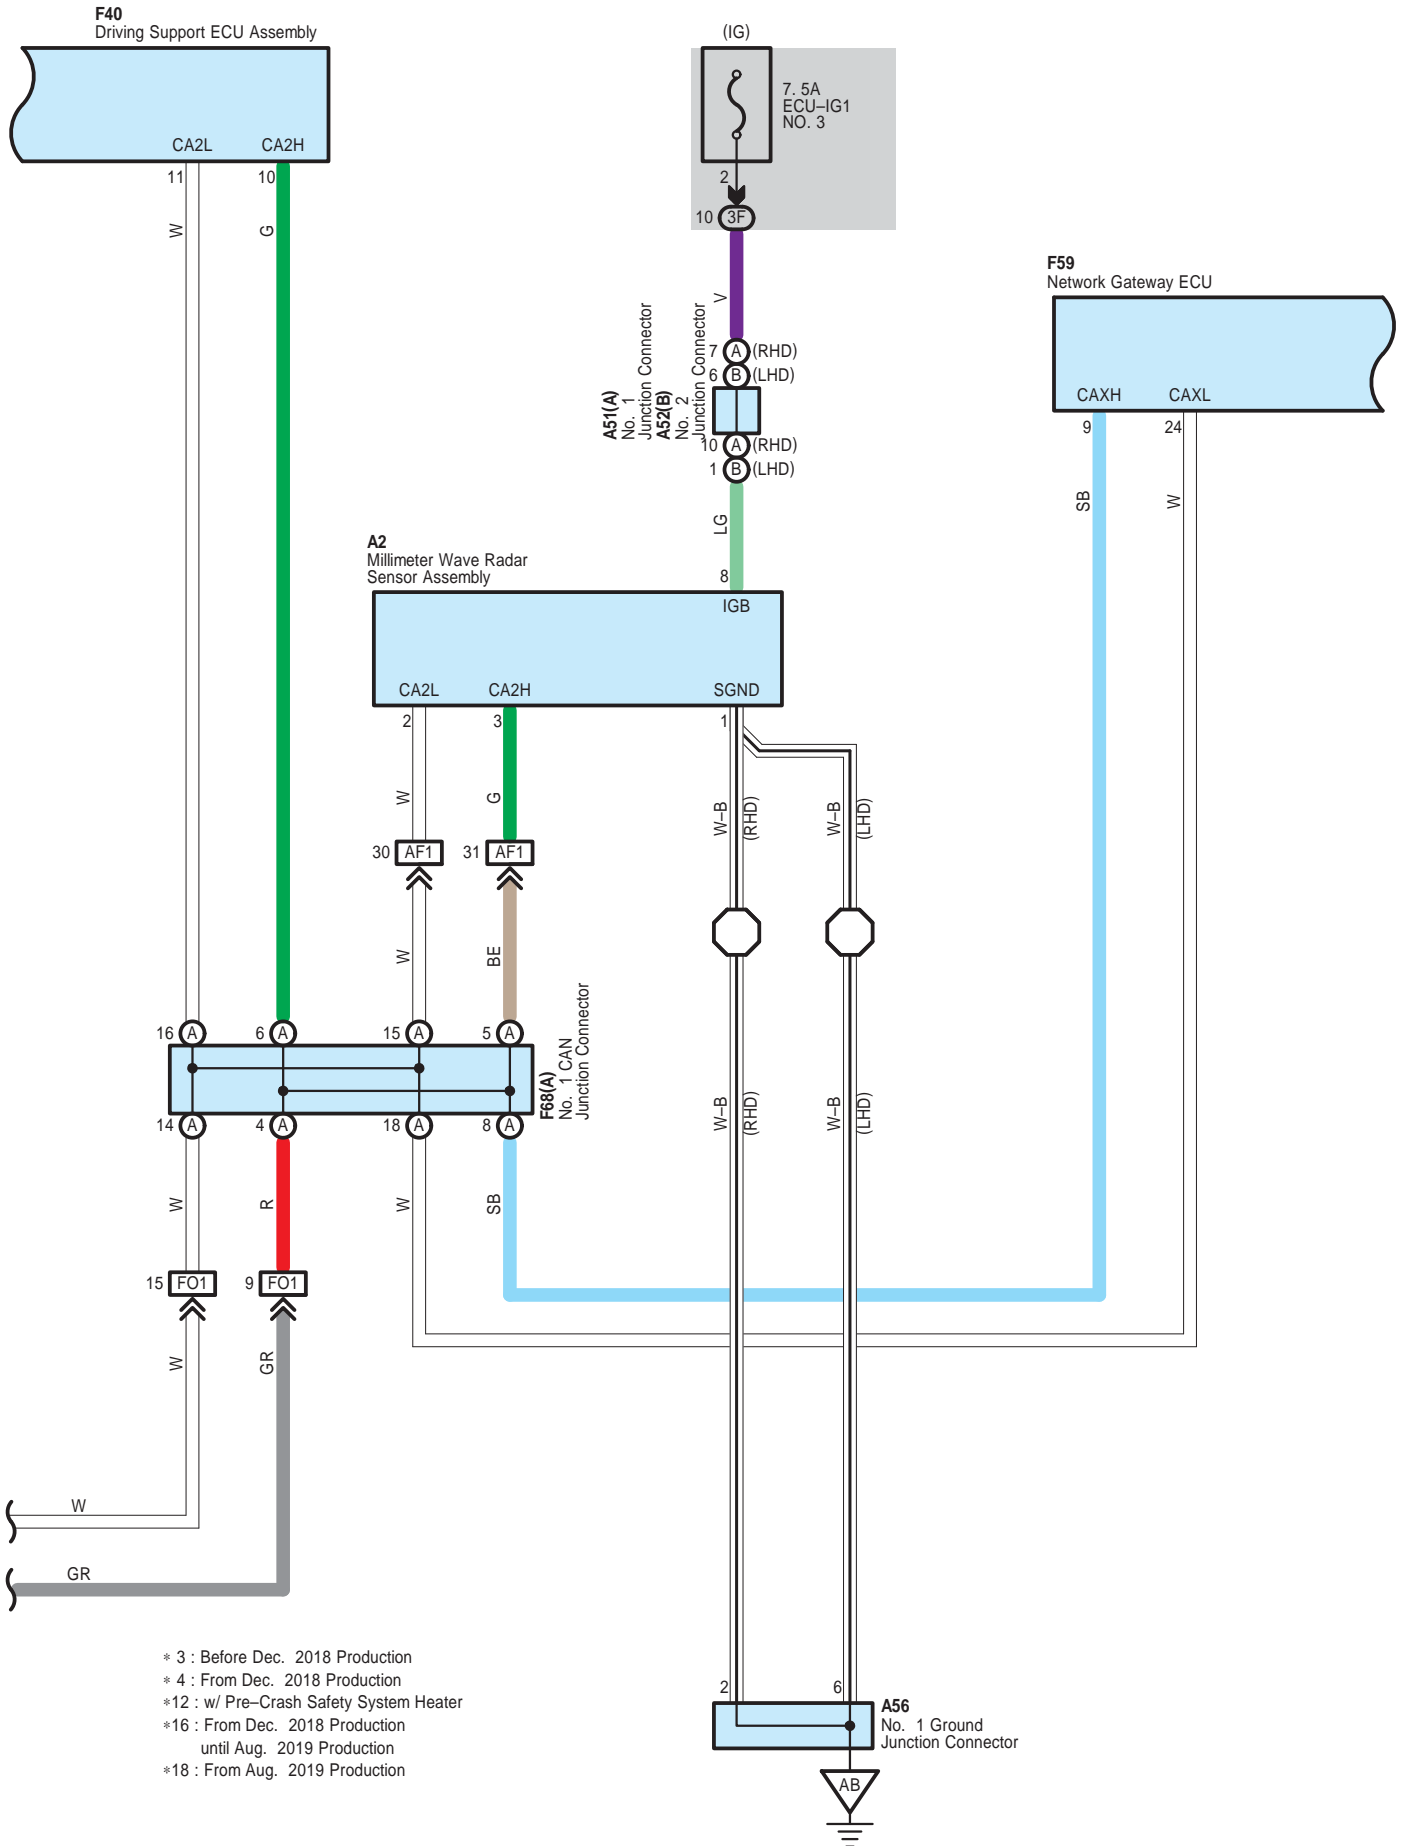 F40
Driving Support ECU Assembly
CA2L
CA2H
11
10
W
G
(IG)
7. 5A
ECU–IG1
NO. 3
2
10
3F
V
A51(A)
No. 1
Junction Connector
A52(B)
No. 2
Junction Connector
7
A
(RHD)
6
B
(LHD)
10
A
(RHD)
1
B
(LHD)
LG
8
F59
Network Gateway ECU
CAXH
CAXL
9
24
SB
W
A2
Millimeter Wave Radar
Sensor Assembly
IGB
CA2L
CA2H
SGND
2
3
1
W
G
W–B
(RHD)
W–B
(LHD)
30
AF1
31
AF1
W
BE
16
A
6
A
15
A
5
A
F68(A)
No. 1 CAN
Junction Connector
14
A
4
A
18
A
8
A
W–B
(RHD)
W–B
(LHD)
W
R
W
SB
15
FO1
9
FO1
W
GR
W
GR
∗ 3 : Before Dec. 2018 Production
∗ 4 : From Dec. 2018 Production
∗12 : w/ Pre–Crash Safety System Heater
∗16 : From Dec. 2018 Production
until Aug. 2019 Production
∗18 : From Aug. 2019 Production
2
6
A56
No. 1 Ground
Junction Connector
AB